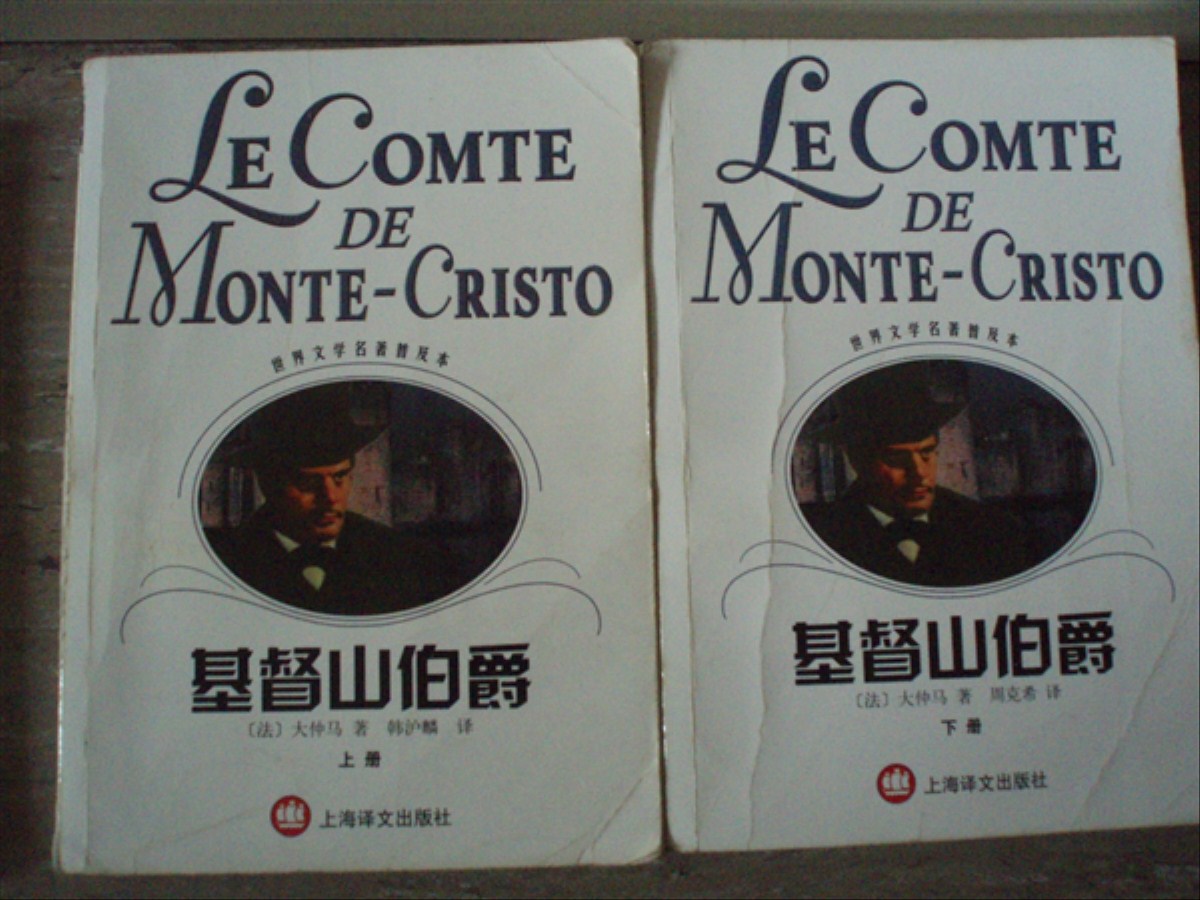 LE COMTE
DE
MONTE-CRISTO
世界文学名著普及本
基督山伯爵
〔法〕大仲马 著 韩沪麟 译
上册
上海译文出版社
LE COMTE
DE
MONTE-CRISTO
世界文学名著普及本
基督山伯爵
〔法〕大仲马 著 周克希 译
下册
上海译文出版社